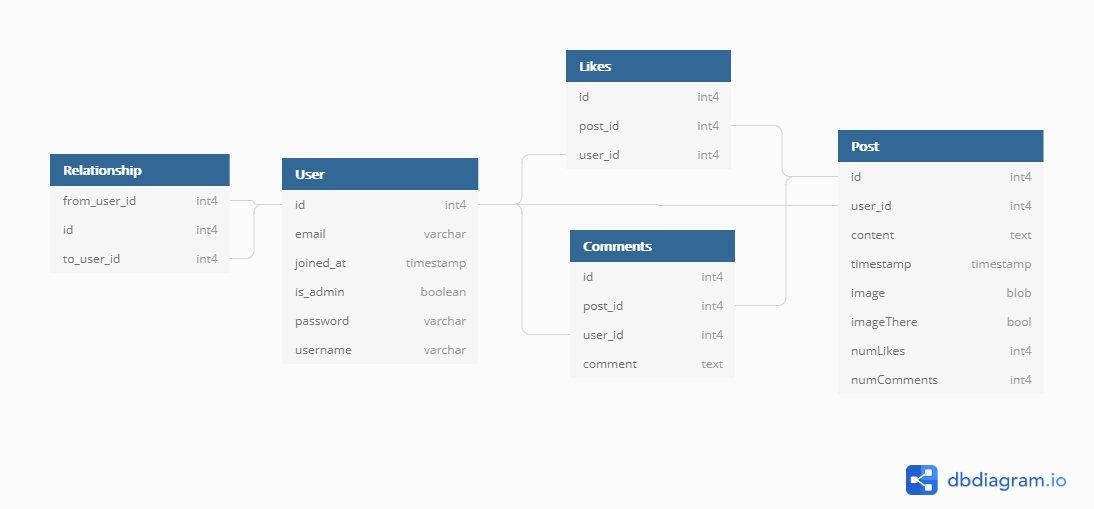 Relationship
from_user_id int4
id int4
to_user_id int4
User
id int4
email varchar
joined_at timestamp
is_admin boolean
password varchar
username varchar
Likes
id int4
post_id int4
user_id int4
Comments
id int4
post_id int4
user_id int4
comment text
Post
id int4
user_id int4
content text
timestamp timestamp
image blob
imageThere bool
numLikes int4
numComments int4
dbdiagram.io